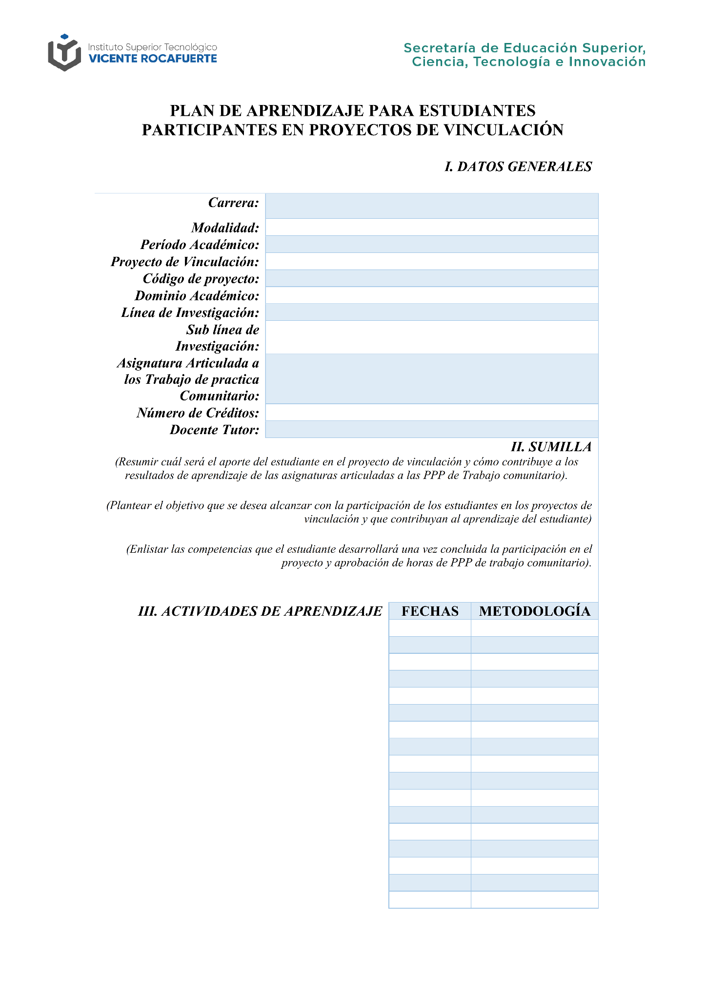 Instituto Superior Tecnológico
VICENTE ROCAFUERTE
Secretaría de Educación Superior,
Ciencia, Tecnología e Innovación
PLAN DE APRENDIZAJE PARA ESTUDIANTES
PARTICIPANTES EN PROYECTOS DE VINCULACIÓN
I. DATOS GENERALES
Carrera:
Modalidad:
Período Académico:
Proyecto de Vinculación:
Código de proyecto:
Dominio Académico:
Línea de Investigación:
Sub línea de
Investigación:
Asignatura Articulada a
los Trabajo de practica
Comunitario:
Número de Créditos:
Docente Tutor:
II. SUMILLA
(Resumir cuál será el aporte del estudiante en el proyecto de vinculación y cómo contribuye a los
resultados de aprendizaje de las asignaturas articuladas a las PPP de Trabajo comunitario).
(Plantear el objetivo que se desea alcanzar con la participación de los estudiantes en los proyectos de
vinculación y que contribuyan al aprendizaje del estudiante)
(Enlistar las competencias que el estudiante desarrollará una vez concluida la participación en el
proyecto y aprobación de horas de PPP de trabajo comunitario).
III. ACTIVIDADES DE APRENDIZAJE FECHAS METODOLOGÍA